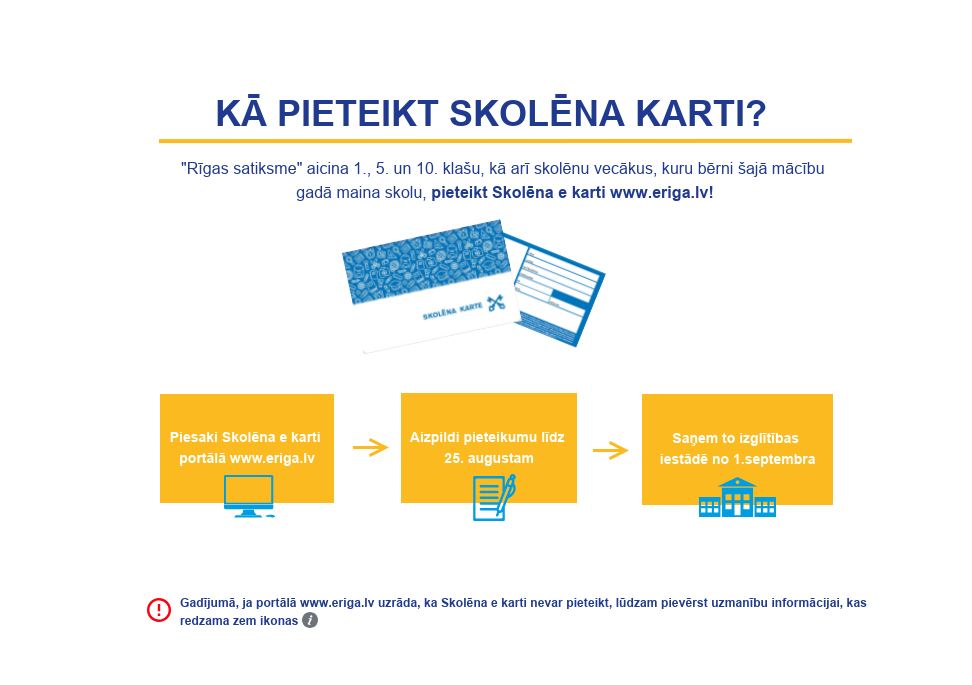 KĀ PIETEIKT SKOLĒNA KARTI?
"Rīgas satiksme" aicina 1., 5. un 10. klašu, kā arī skolēnu vecākus, kuru bērni šajā mācību
gadā maina skolu, pieteikt Skolēna e karti www.eriga.lv!
SKOLĒNA KARTE
Piesaki Skolēna e karti
portālā www.eriga.lv
Aizpildi pieteikumu līdz
25. augustam
Saņem to izglītības
iestādē no 1.septembra
Gadījumā, ja portālā www.eriga.lv uzrāda, ka Skolēna e karti nevar pieteikt, lūdzam pievērst uzmanību informācijai, kas
redzama zem ikonas